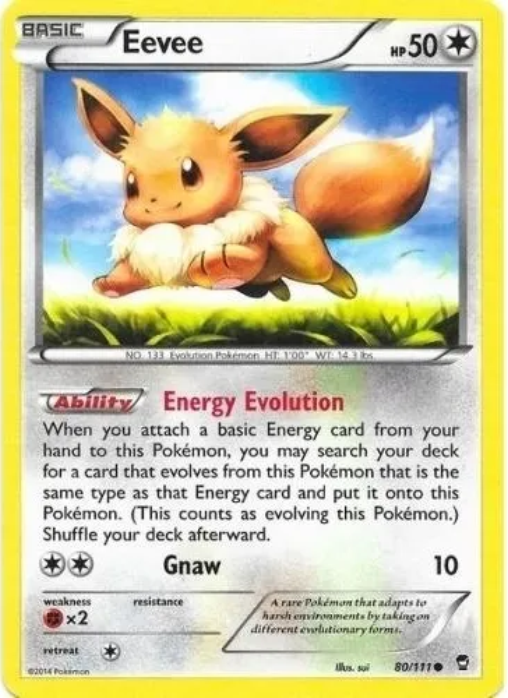 BASIC
Eevee
HP 50
NO. 133 Evolution Pokémon HT: 1'00" WT: 14.3 lbs.
Ability Energy Evolution
When you attach a basic Energy card from your
hand to this Pokémon, you may search your deck
for a card that evolves from this Pokémon that is the
same type as that Energy card and put it onto this
Pokémon. (This counts as evolving this Pokémon.)
Shuffle your deck afterward.
Gnaw 10
weakness resistance
×2
A rare Pokémon that adapts to
harsh environments by taking on
different evolutionary forms.
retreat
©2014 Pokémon
Illus. sui 80/111